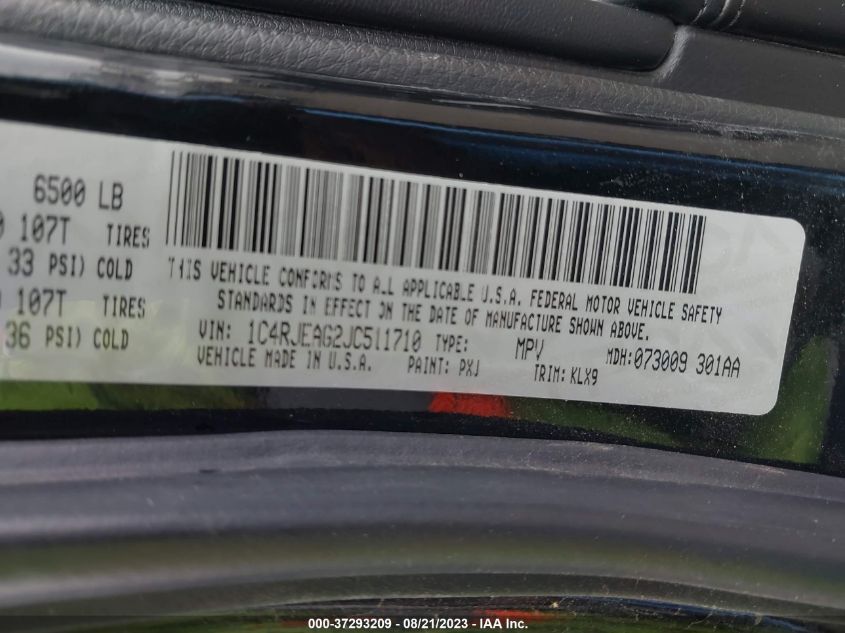 6500 LB
107T TIRES
33 PSI) COLD
107T TIRES
36 PSI) COLD
THIS VEHICLE CONFORMS TO ALL APPLICABLE U.S.A. FEDERAL MOTOR VEHICLE SAFETY
STANDARDS IN EFFECT ON THE DATE OF MANUFACTURE SHOWN ABOVE.
VIN: 1C4RJEAG2JC511710 TYPE: MPV MDH:073009 301AA
VEHICLE MADE IN U.S.A. PAINT: PXJ TRIM:KLX9
000-37293209 - 08/21/2023 - IAA Inc.